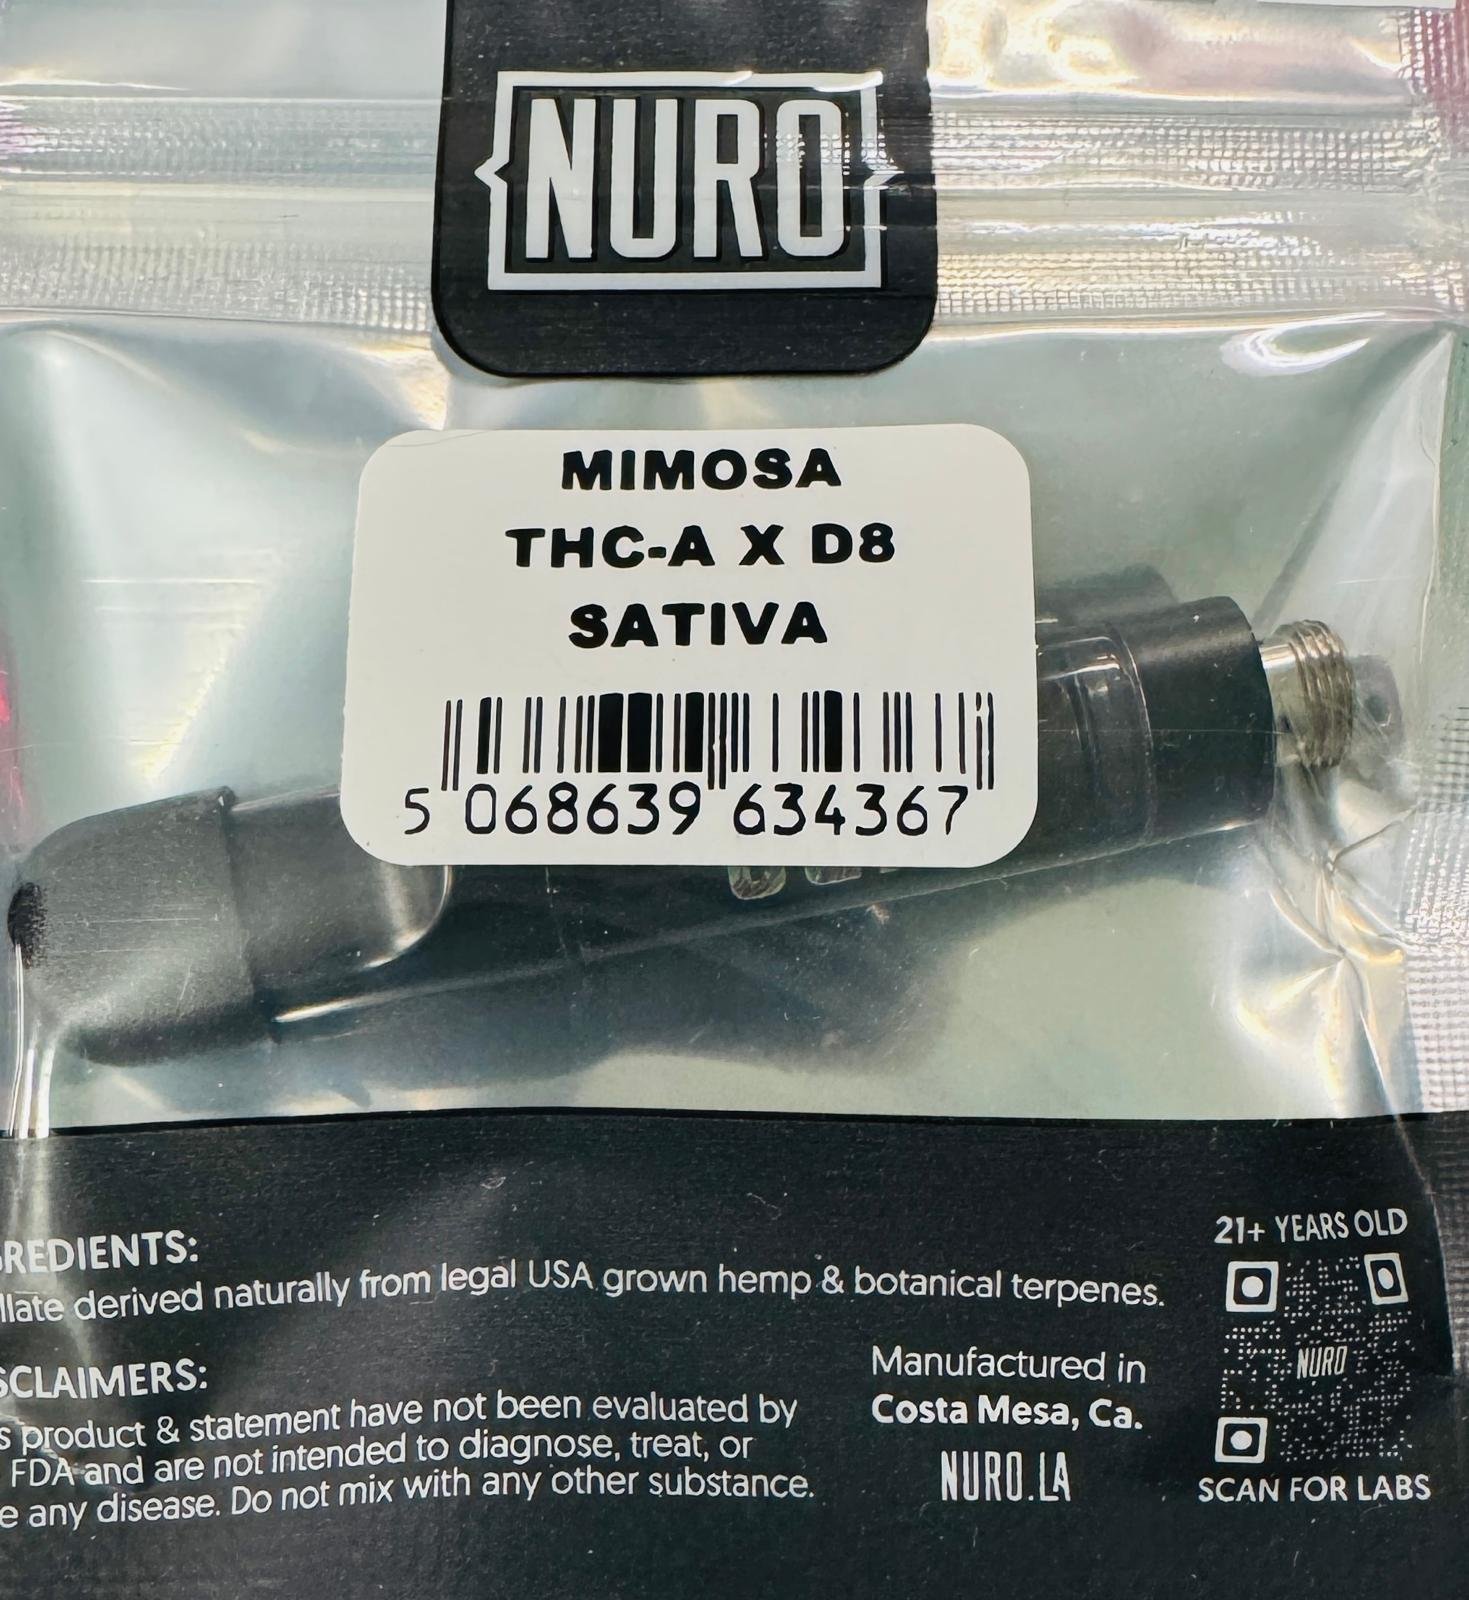 NURO
MIMOSA
THC-A X D8
SATIVA
5 068639 634367
REDIENTS:
derived naturally from legal USA grown hemp & botanical terpenes.
SCLAIMERS:
product & statement have not been evaluated by
FDA and are not intended to diagnose, treat, or
any disease. Do not mix with any other substance.
Manufactured in
Costa Mesa, Ca.
NURO.LA
21+ YEARS OLD
NURO
SCAN FOR LABS